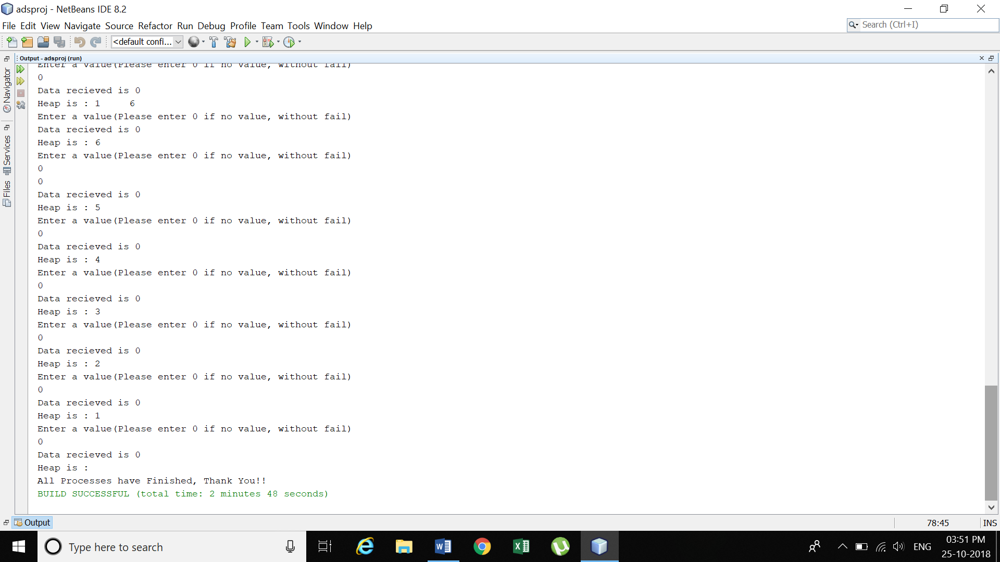 adsproj - NetBeans IDE 8.2
File Edit View Navigate Source Refactor Run Debug Profile Team Tools Window Help
Search (Ctrl+I)
<default confi...
Output - adsproj (run)
Navigator
Services
Files
Enter a value(Please enter 0 if no value, without fail)
0
Data recieved is 0
Heap is : 1     6
Enter a value(Please enter 0 if no value, without fail)
Data recieved is 0
Heap is : 6
Enter a value(Please enter 0 if no value, without fail)
0
0
Data recieved is 0
Heap is : 5
Enter a value(Please enter 0 if no value, without fail)
0
Data recieved is 0
Heap is : 4
Enter a value(Please enter 0 if no value, without fail)
0
Data recieved is 0
Heap is : 3
Enter a value(Please enter 0 if no value, without fail)
0
Data recieved is 0
Heap is : 2
Enter a value(Please enter 0 if no value, without fail)
0
Data recieved is 0
Heap is : 1
Enter a value(Please enter 0 if no value, without fail)
0
Data recieved is 0
Heap is :
All Processes have Finished, Thank You!!
BUILD SUCCESSFUL (total time: 2 minutes 48 seconds)
Output
78:45
INS
Type here to search
ENG
03:51 PM
25-10-2018